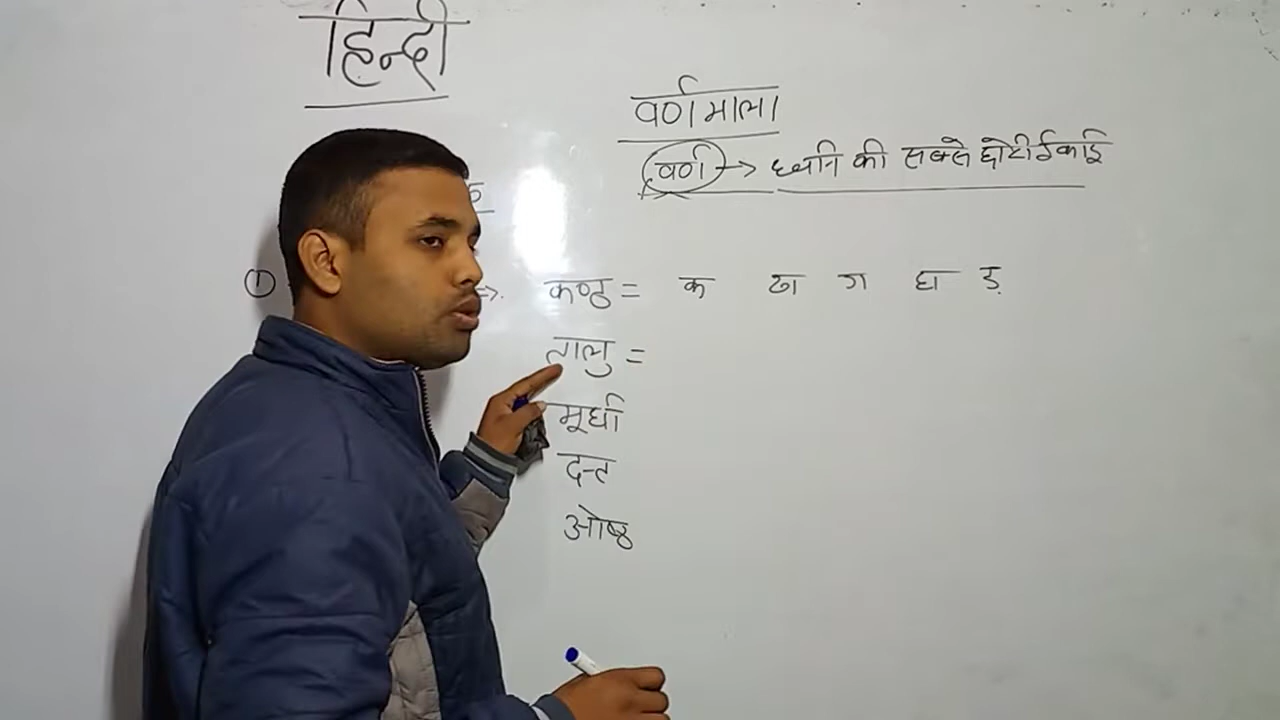 हिन्दी
वर्णमाला
वर्ण → ध्वनि की सबसे छोटी ईकाई
① → कण्ठ = क ख ग घ ङ
तालु =
मूर्धा
दन्त
ओष्ठ